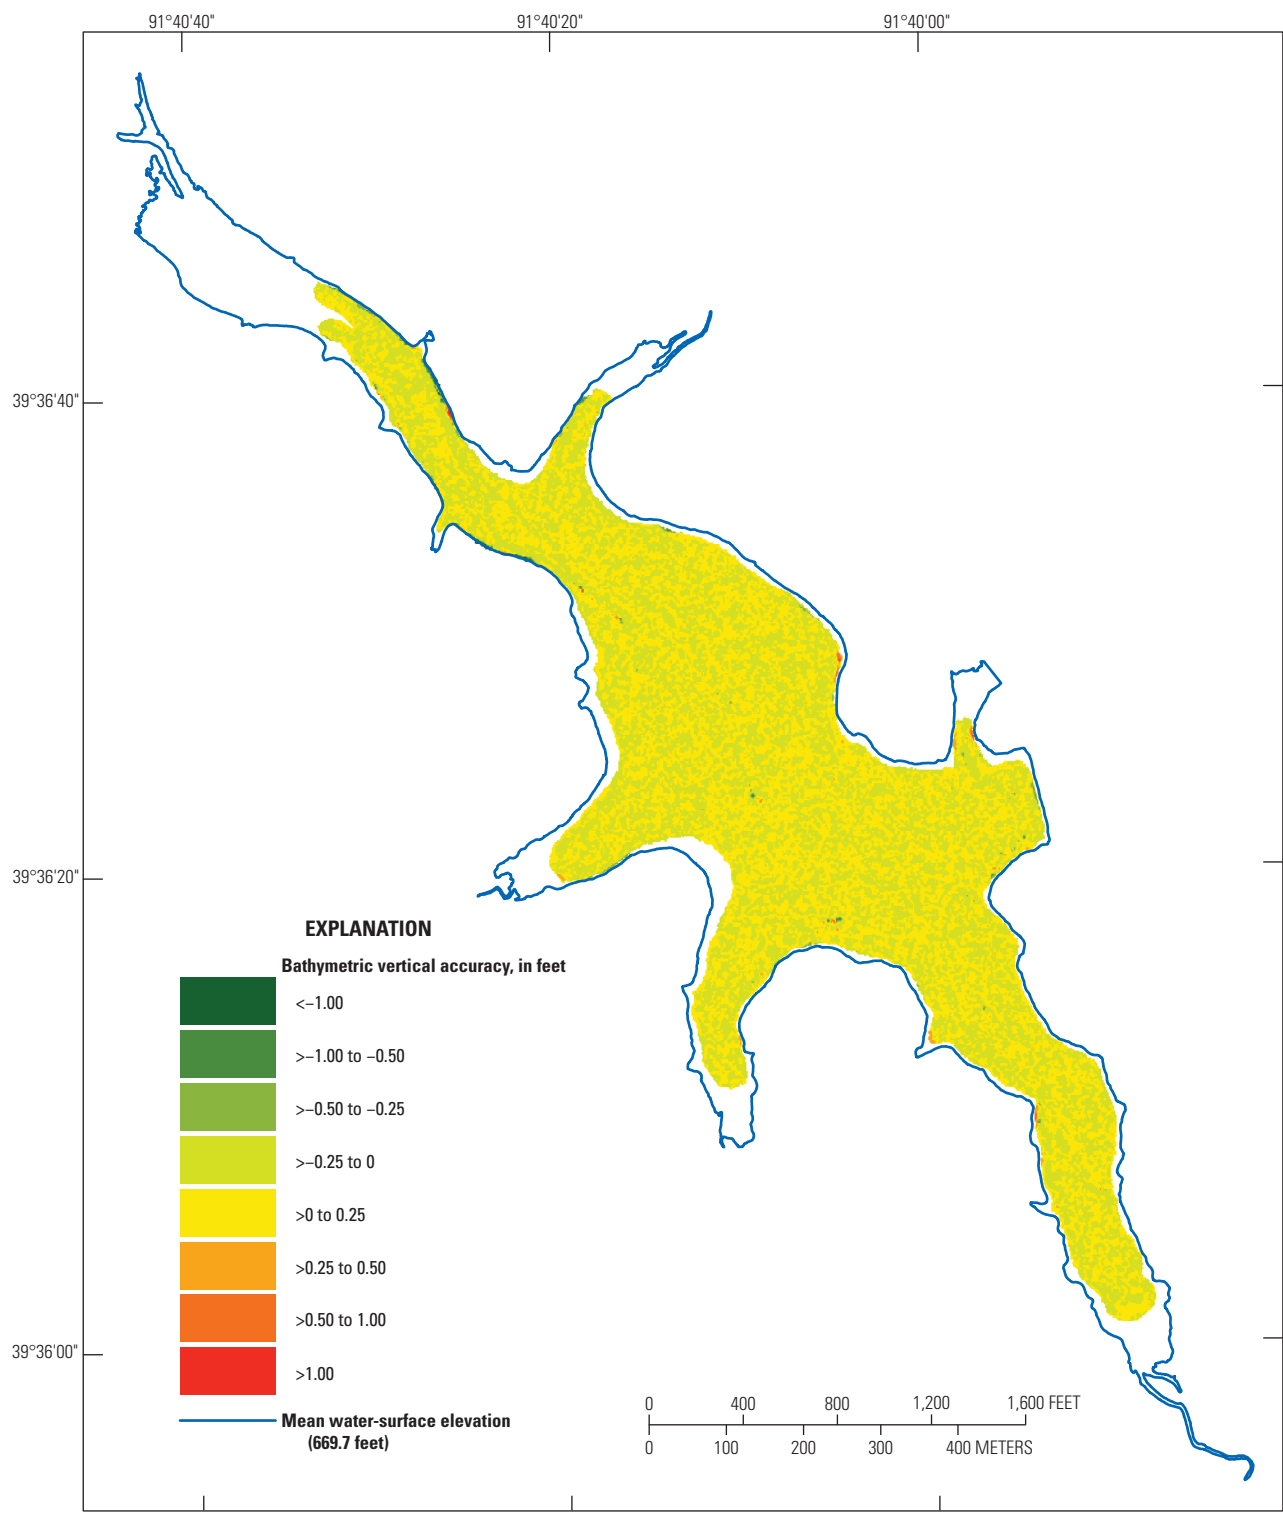 91°40'40"
91°40'20"
91°40'00"
39°36'40"
39°36'20"
39°36'00"
EXPLANATION
Bathymetric vertical accuracy, in feet
<−1.00
>−1.00 to −0.50
>−0.50 to −0.25
>−0.25 to 0
>0 to 0.25
>0.25 to 0.50
>0.50 to 1.00
>1.00
Mean water-surface elevation
(669.7 feet)
0 400 800 1,200 1,600 FEET
0 100 200 300 400 METERS